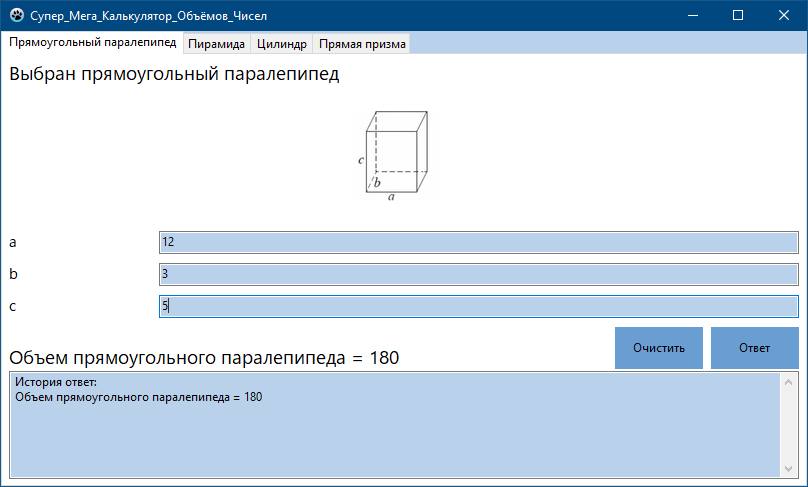 Супер_Мега_Калькулятор_Объёмов_Чисел
Прямоугольный паралепипед Пирамида Цилиндр Прямая призма
Выбран прямоугольный паралепипед
c
b
a
a 12
b 3
c 5
Очистить Ответ
Объем прямоугольного паралепипеда = 180
История ответ:
Объем прямоугольного паралепипеда = 180